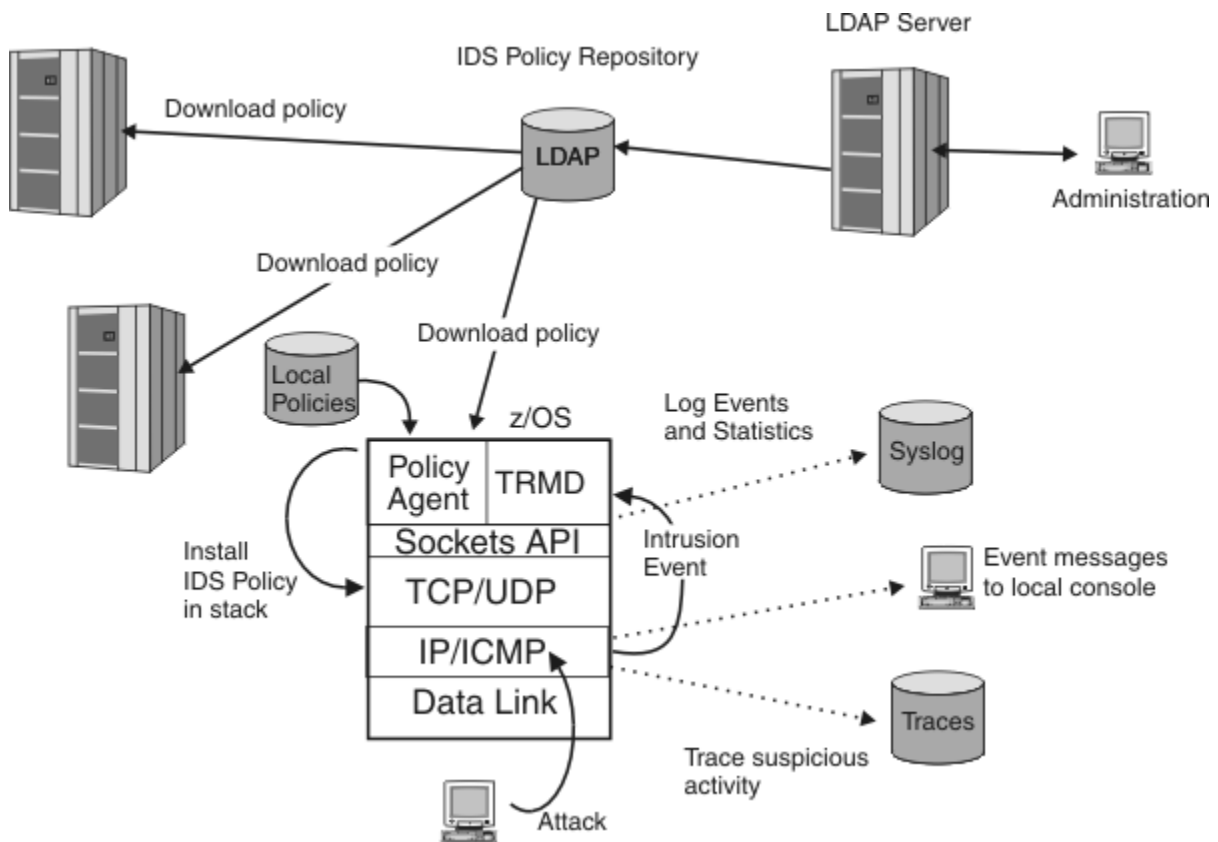 LDAP Server
IDS Policy Repository
Download policy
LDAP
Administration
Download policy
Download policy
Local
Policies
z/OS
Log Events
and Statistics
Syslog
Policy
Agent
TRMD
Sockets API
Intrusion
Event
Install
IDS Policy
in stack
TCP/UDP
Event messages
to local console
IP/ICMP
Data Link
Traces
Trace suspicious
activity
Attack